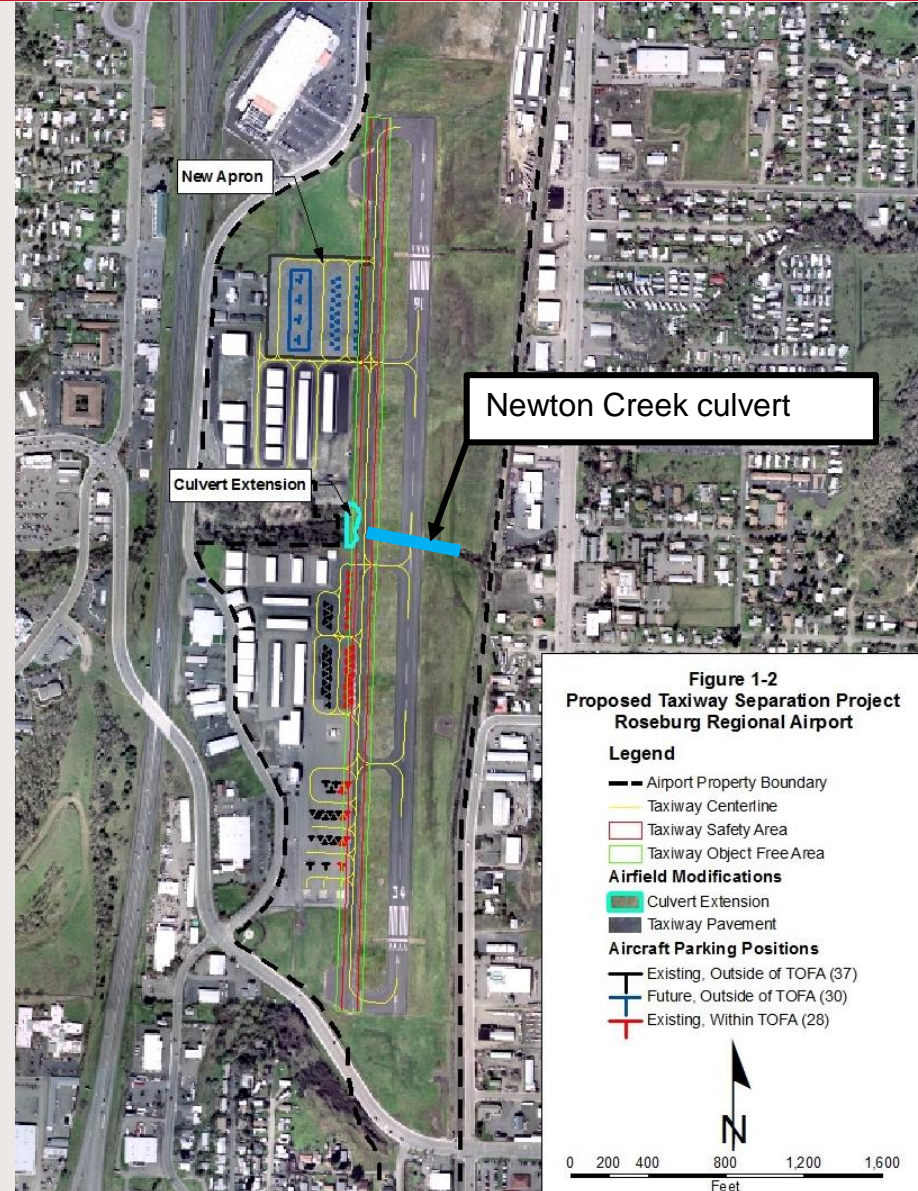 New Apron
Newton Creek culvert
Culvert Extension
34
Figure 1-2
Proposed Taxiway Separation Project
Roseburg Regional Airport
Legend
Airport Property Boundary
Taxiway Centerline
Taxiway Safety Area
Taxiway Object Free Area
Airfield Modifications
Culvert Extension
Taxiway Pavement
Aircraft Parking Positions
Existing, Outside of TOFA (37)
Future, Outside of TOFA (30)
Existing, Within TOFA (28)
N
0 200 400 800 1,200 1,600
Feet